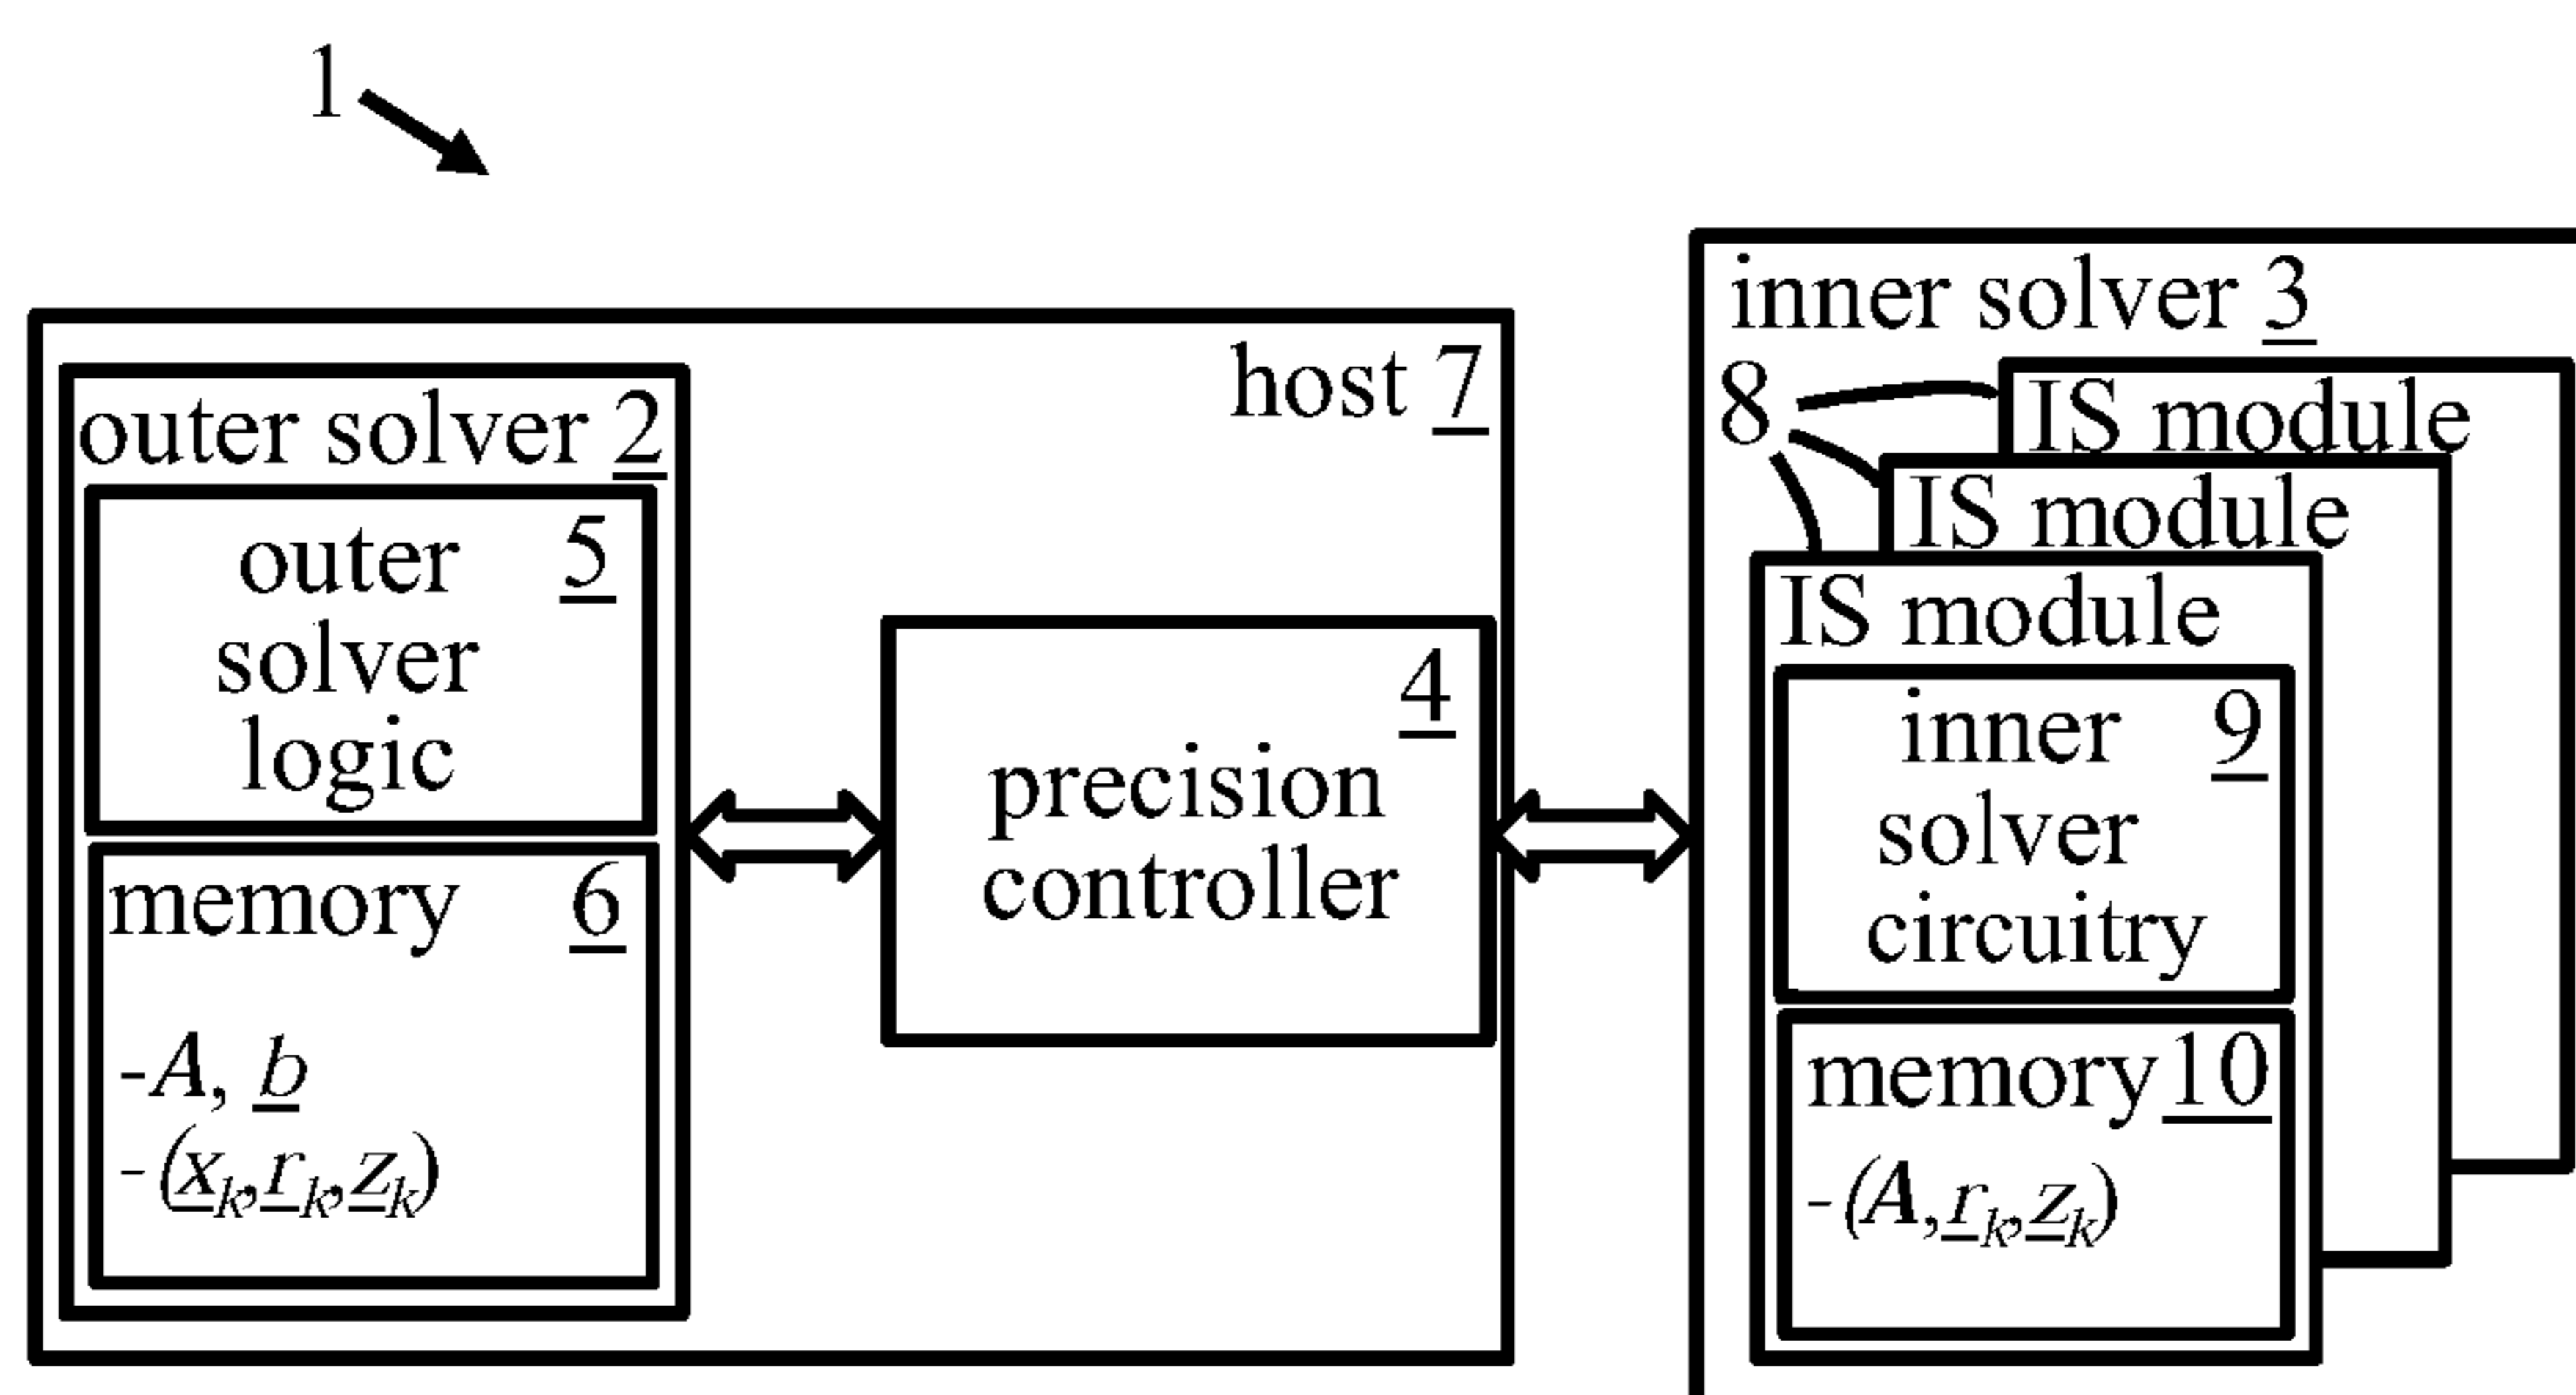 1
host 7
outer solver 2
outer 5
solver
logic
memory 6
-A, b
-(x_k, r_k, z_k)
4
precision
controller
inner solver 3
8
IS module
IS module
IS module
inner 9
solver
circuitry
memory 10
-(A, r_k, z_k)